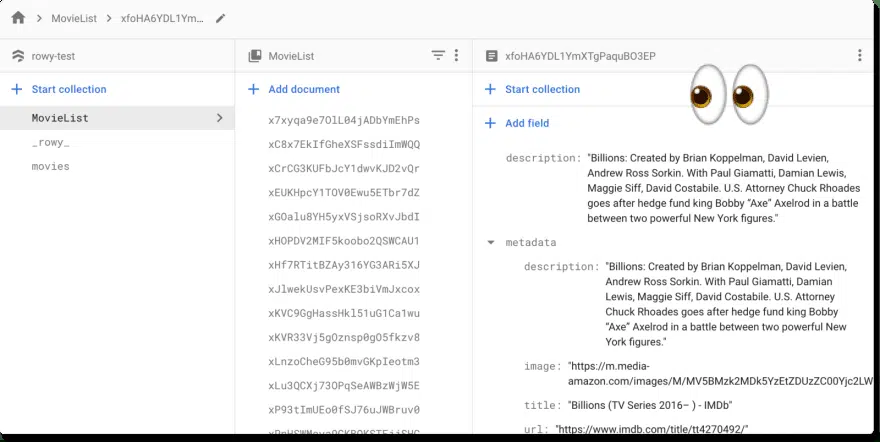 MovieList
xfoHA6YDL1Ym…
rowy-test
Start collection
MovieList
_rowy_
movies
MovieList
Add document
x7xyqa9e7OlL04jADbYmEhPs
xC8x7EkIfGheXSFssdiImWQQ
xCrCG3KUFbJcY1dwvKJD2vQr
xEUKHpcY1TOV0Ewu5ETbr7dZ
xGOalu8YH5yxVSjsoRXvJbdI
xHOPDV2MIF5koobo2QSWCAU1
xHf7RTitBZAy316YG3ARi5XJ
xJlwekUsvPexKE3biVmJxcox
xKVC9GgHassHkl51uG1Ca1wu
xKVR33Vj5gOznsp0gO5fkzv8
xLnzoCheG95b0mvGKpIeotm3
xLu3QCXj73OPqSeAWBzWjW5E
xP93tImUEo0fSJ76uJWBruv0
xfoHA6YDL1YmXTgPaquBO3EP
Start collection
Add field
description: "Billions: Created by Brian Koppelman, David Levien,
Andrew Ross Sorkin. With Paul Giamatti, Damian Lewis,
Maggie Siff, David Costabile. U.S. Attorney Chuck Rhoades
goes after hedge fund king Bobby “Axe” Axelrod in a battle
between two powerful New York figures."
metadata
description: "Billions: Created by Brian Koppelman, David Levien,
Andrew Ross Sorkin. With Paul Giamatti, Damian
Lewis, Maggie Siff, David Costabile. U.S. Attorney
Chuck Rhoades goes after hedge fund king Bobby
“Axe” Axelrod in a battle between two powerful New
York figures."
image: "https://m.media-
amazon.com/images/M/MV5BMzk2MDk5YzEtZDUzZC00Yjc2LW
title: "Billions (TV Series 2016– ) - IMDb"
url: "https://www.imdb.com/title/tt4270492/"